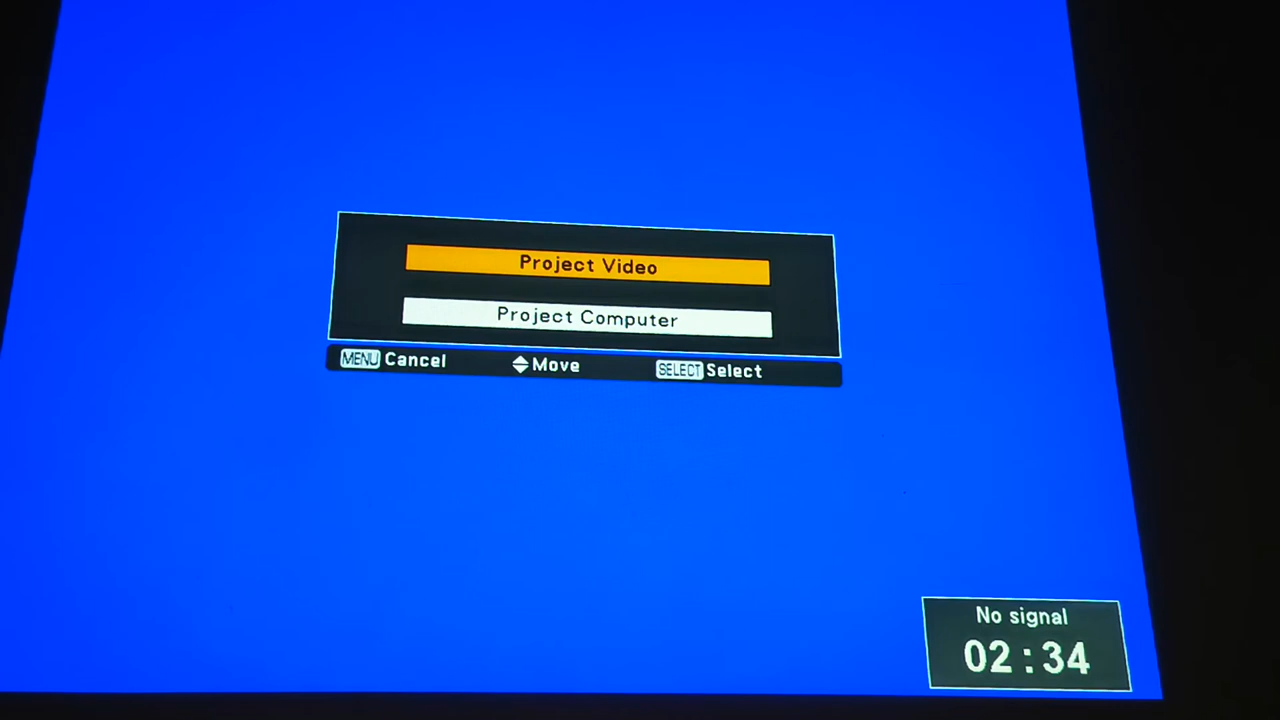 Project Video
Project Computer
MENU Cancel Move SELECT Select
No signal
02:34